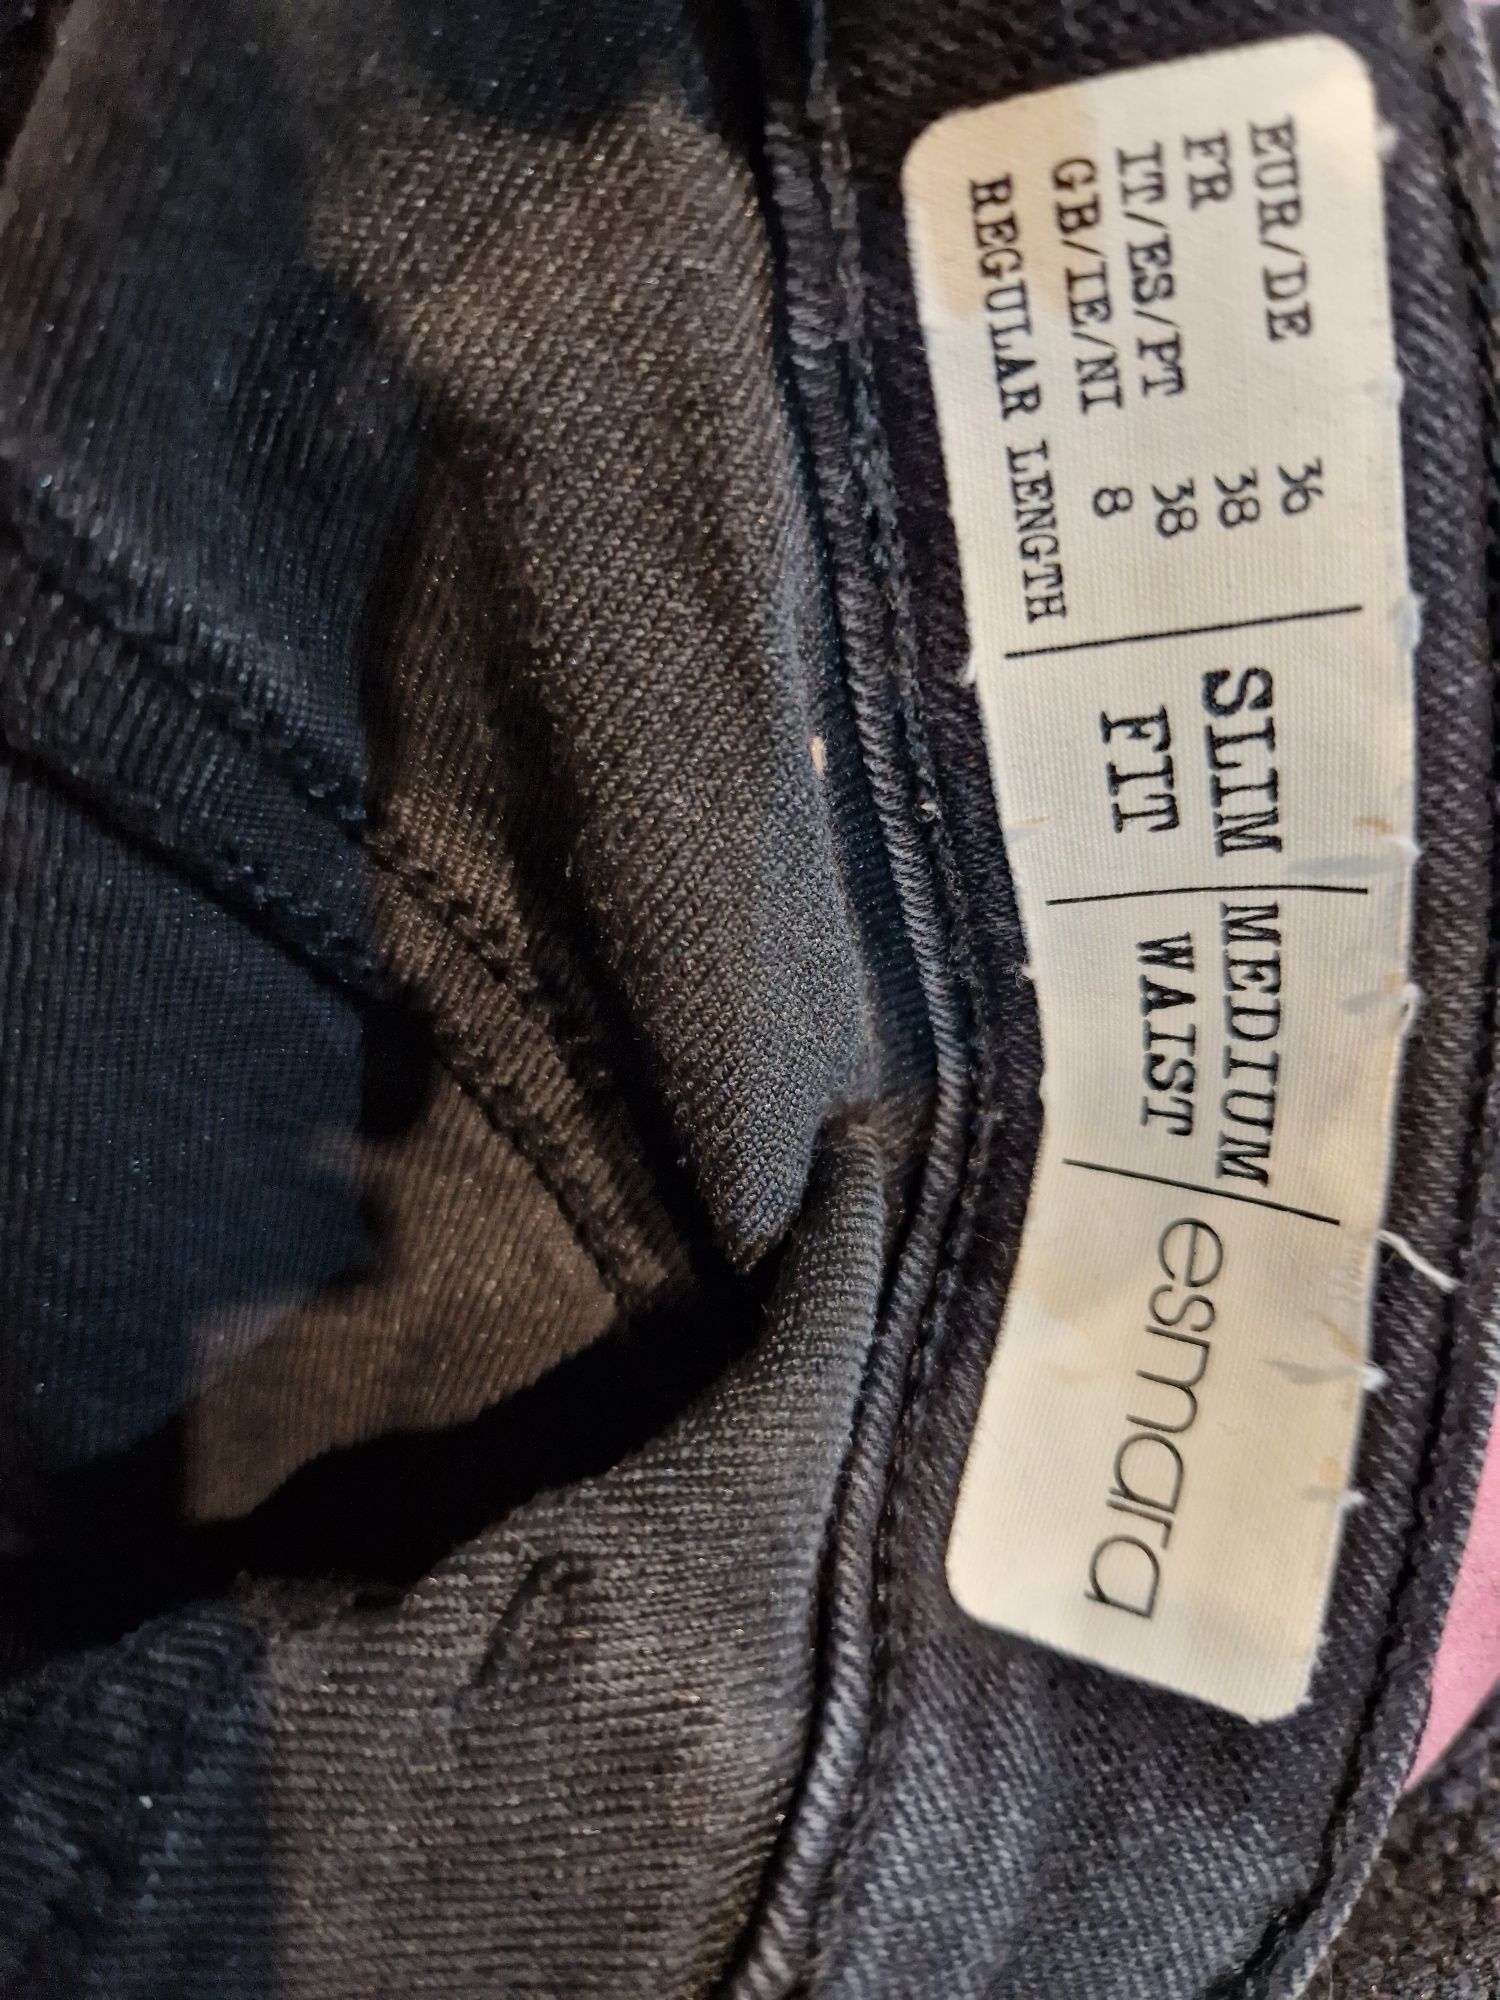 EUR/DE 36
FR 38
IT/ES/PT 38
GB/IE/NI 8
REGULAR LENGTH
SLIM
FIT
MEDIUM
WAIST
esmara